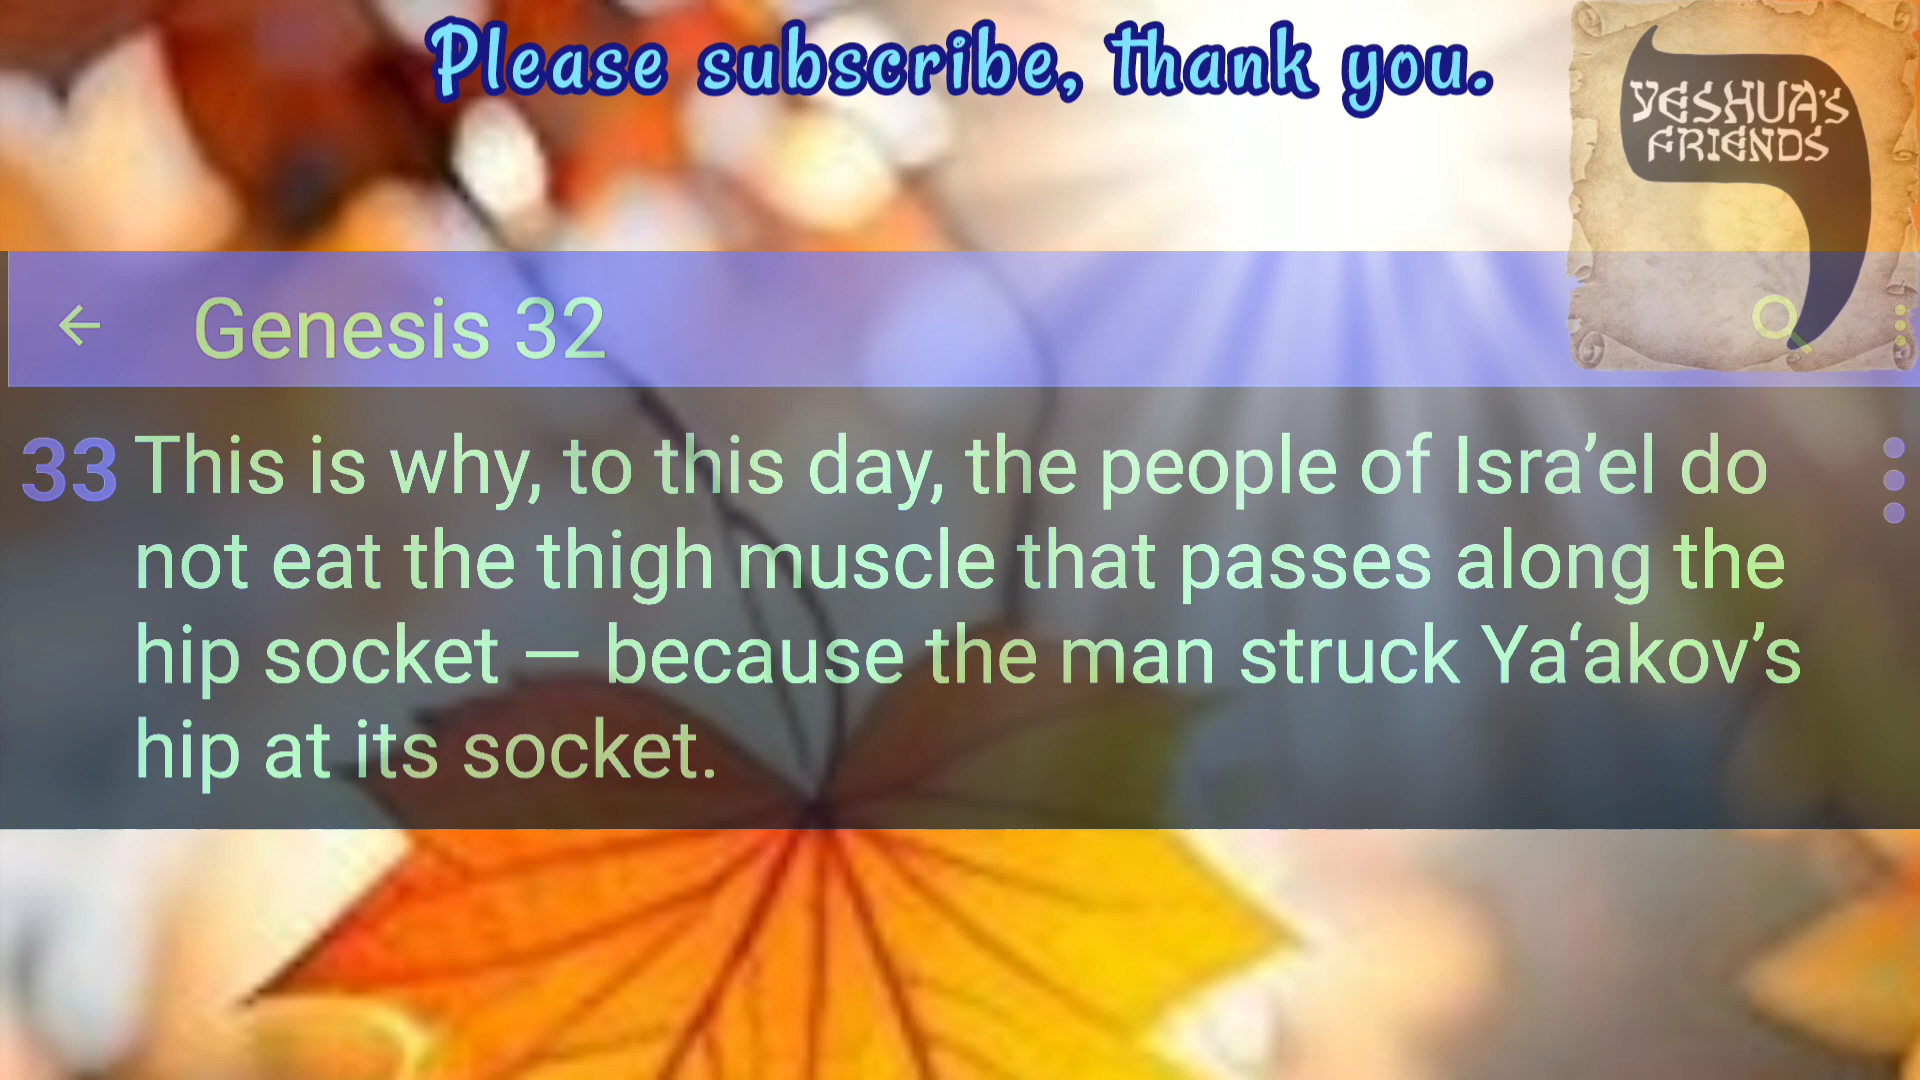 Please subscribe, thank you.
YESHUA'S
FRIENDS
← Genesis 32
33 This is why, to this day, the people of Isra’el do
not eat the thigh muscle that passes along the
hip socket — because the man struck Ya‘akov’s
hip at its socket.